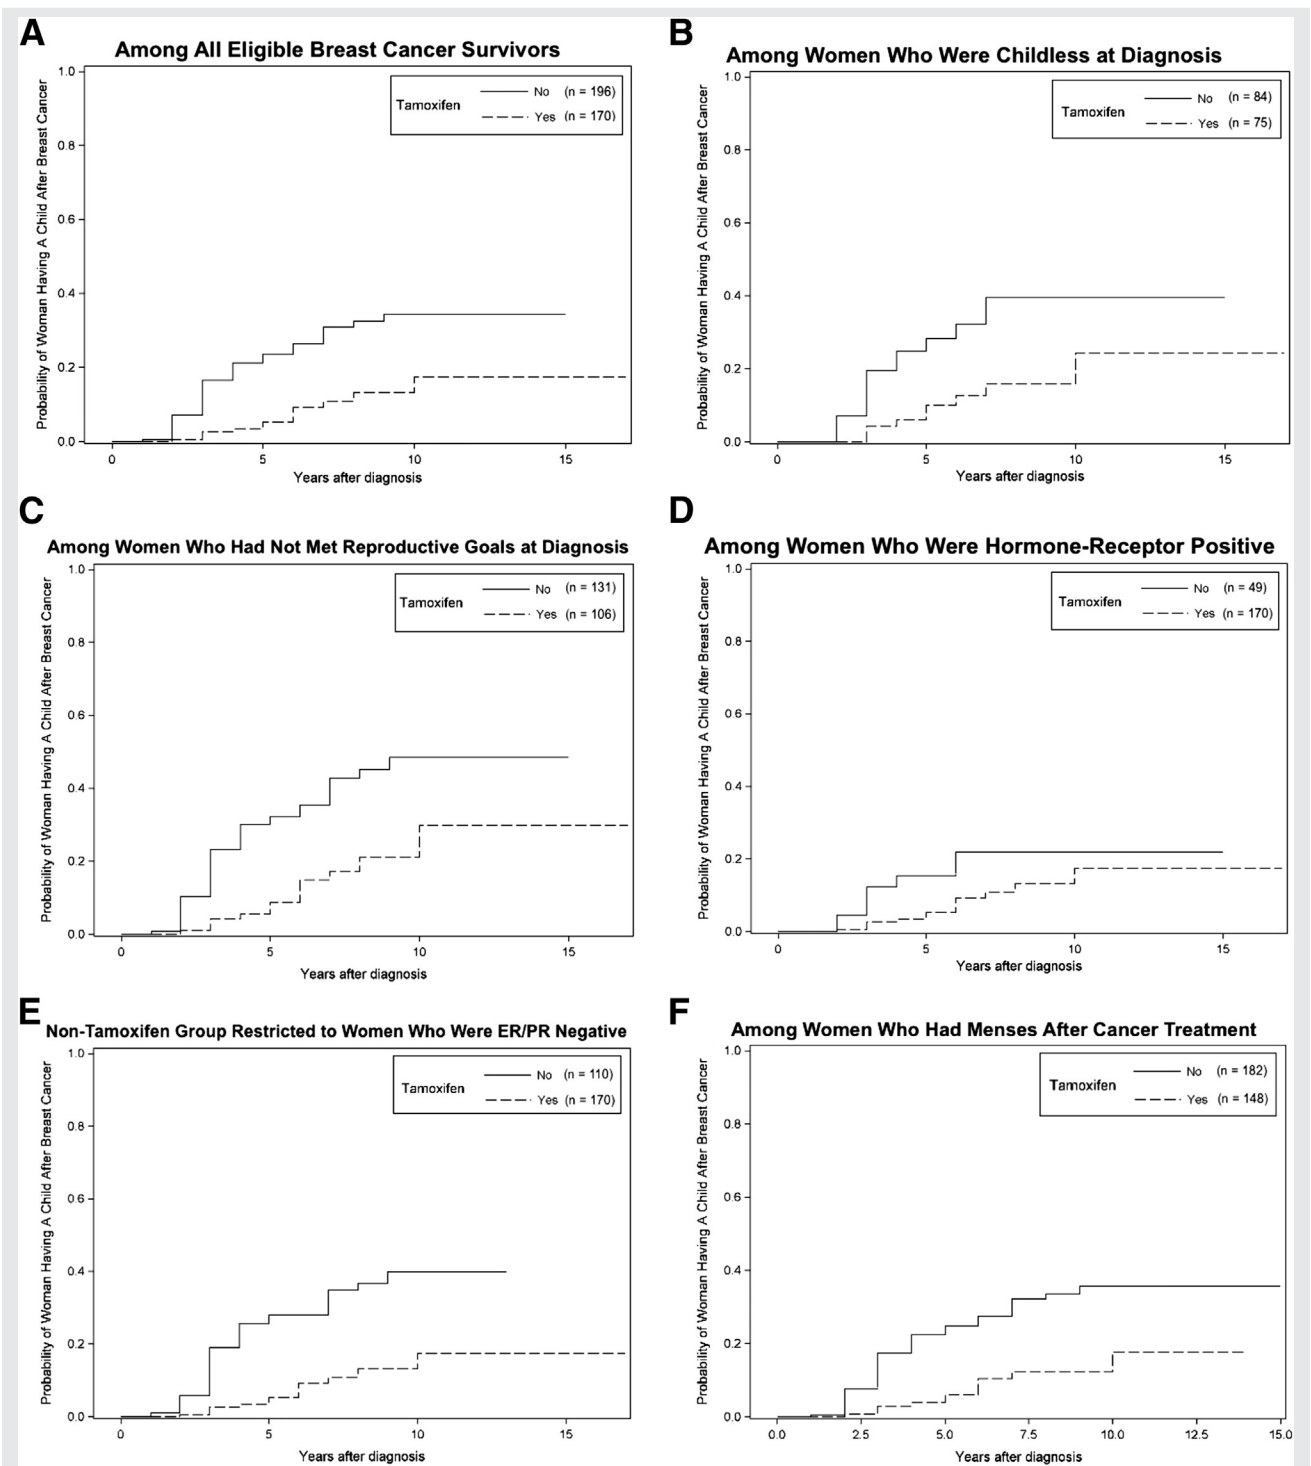 A
Among All Eligible Breast Cancer Survivors
Probability of Woman Having A Child After Breast Cancer
1.0
0.8
0.6
0.4
0.2
0.0
Tamoxifen
No (n = 196)
Yes (n = 170)
0 5 10 15
Years after diagnosis
B
Among Women Who Were Childless at Diagnosis
Probability of Woman Having A Child After Breast Cancer
1.0
0.8
0.6
0.4
0.2
0.0
Tamoxifen
No (n = 84)
Yes (n = 75)
0 5 10 15
Years after diagnosis
C
Among Women Who Had Not Met Reproductive Goals at Diagnosis
Probability of Woman Having A Child After Breast Cancer
1.0
0.8
0.6
0.4
0.2
0.0
Tamoxifen
No (n = 131)
Yes (n = 106)
0 5 10 15
Years after diagnosis
D
Among Women Who Were Hormone-Receptor Positive
Probability of Woman Having A Child After Breast Cancer
1.0
0.8
0.6
0.4
0.2
0.0
Tamoxifen
No (n = 49)
Yes (n = 170)
0 5 10 15
Years after diagnosis
E
Non-Tamoxifen Group Restricted to Women Who Were ER/PR Negative
Probability of Woman Having A Child After Breast Cancer
1.0
0.8
0.6
0.4
0.2
0.0
Tamoxifen
No (n = 110)
Yes (n = 170)
0 5 10 15
Years after diagnosis
F
Among Women Who Had Menses After Cancer Treatment
Probability of Woman Having A Child After Breast Cancer
1.0
0.8
0.6
0.4
0.2
0.0
Tamoxifen
No (n = 182)
Yes (n = 148)
0.0 2.5 5.0 7.5 10.0 12.5 15.0
Years after diagnosis